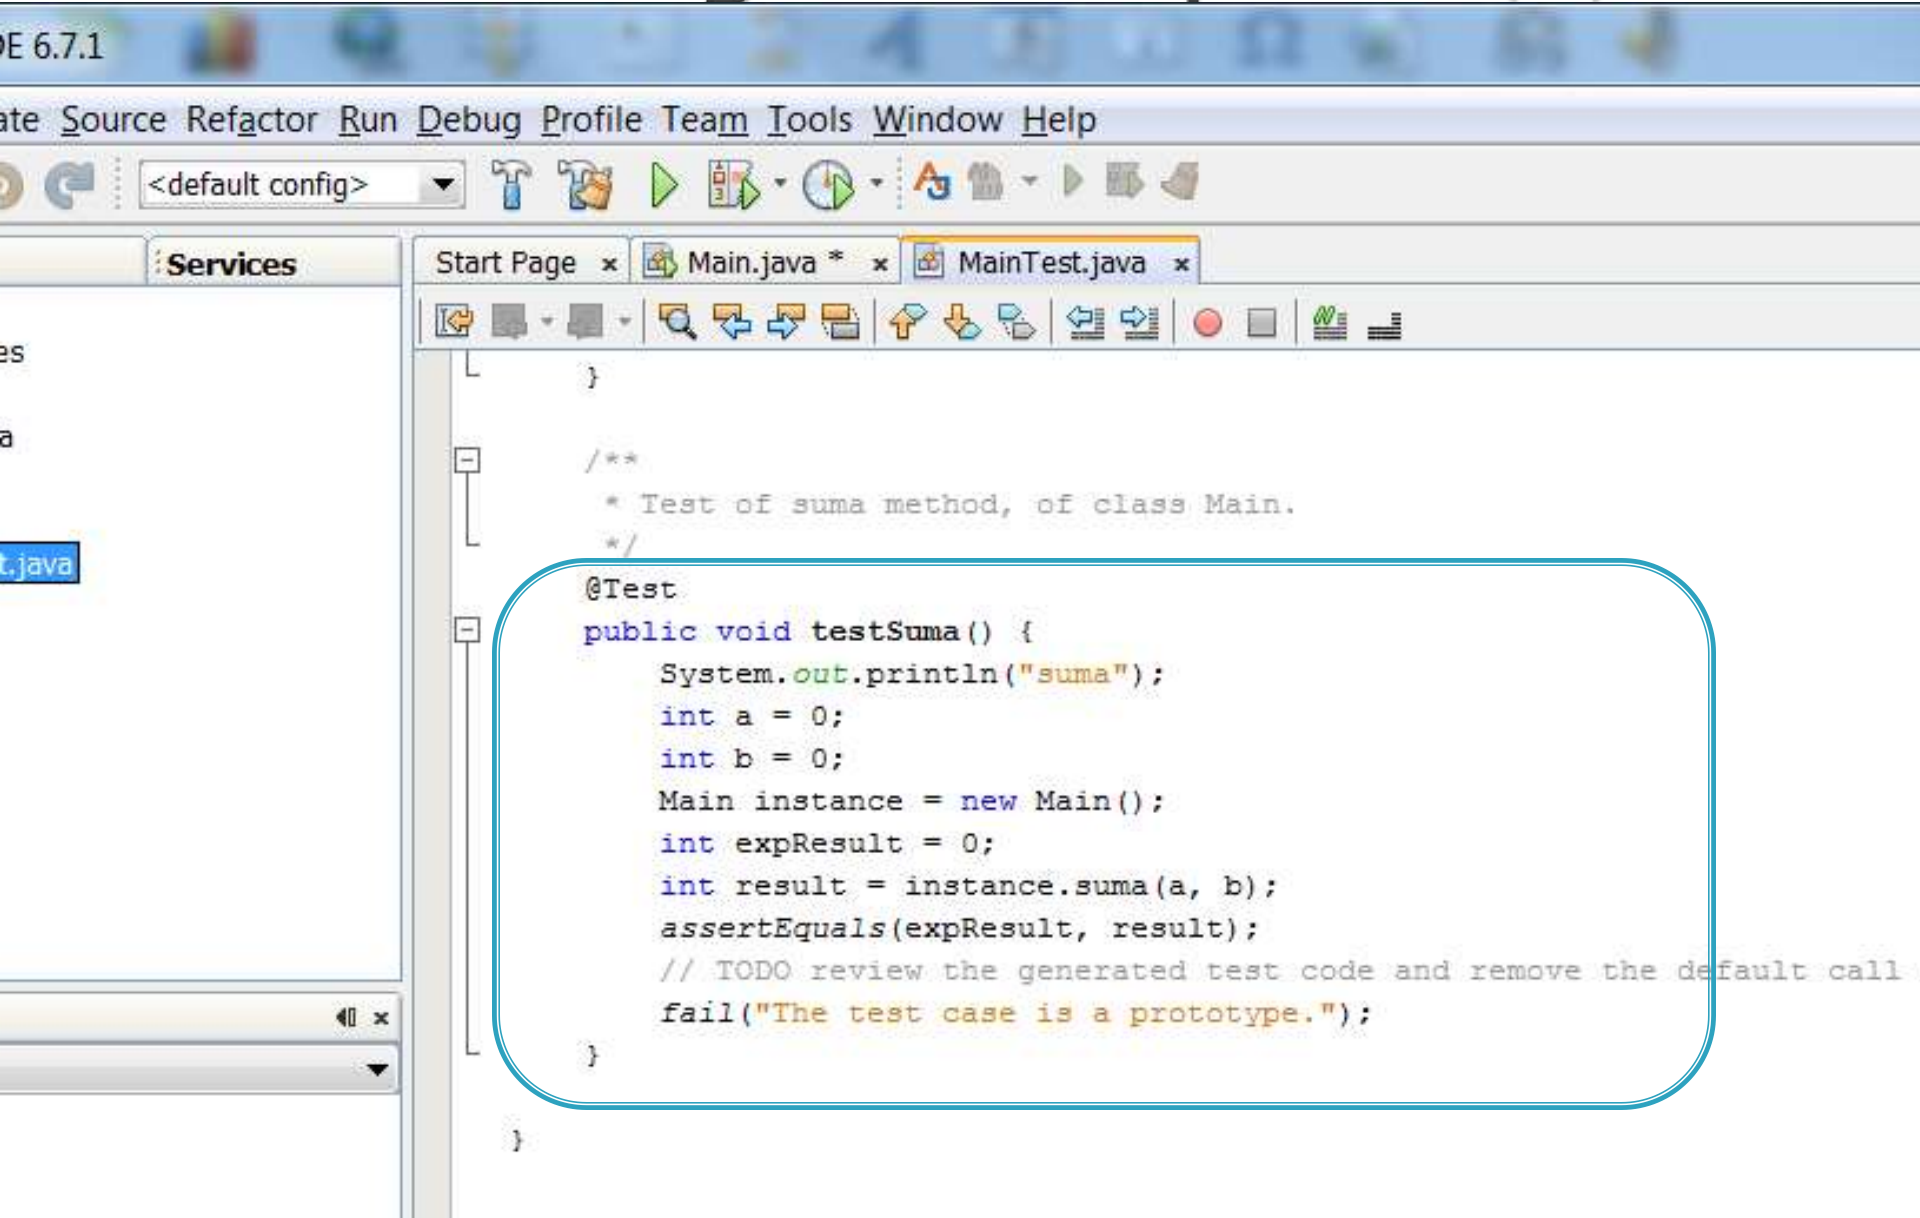 DE 6.7.1
ate Source Refactor Run Debug Profile Team Tools Window Help
<default config>
Services
Start Page x Main.java * x MainTest.java x
es
a
t.java
}
/**
* Test of suma method, of class Main.
*/
@Test
public void testSuma() {
System.out.println("suma");
int a = 0;
int b = 0;
Main instance = new Main();
int expResult = 0;
int result = instance.suma(a, b);
assertEquals(expResult, result);
// TODO review the generated test code and remove the default call
fail("The test case is a prototype.");
}
}